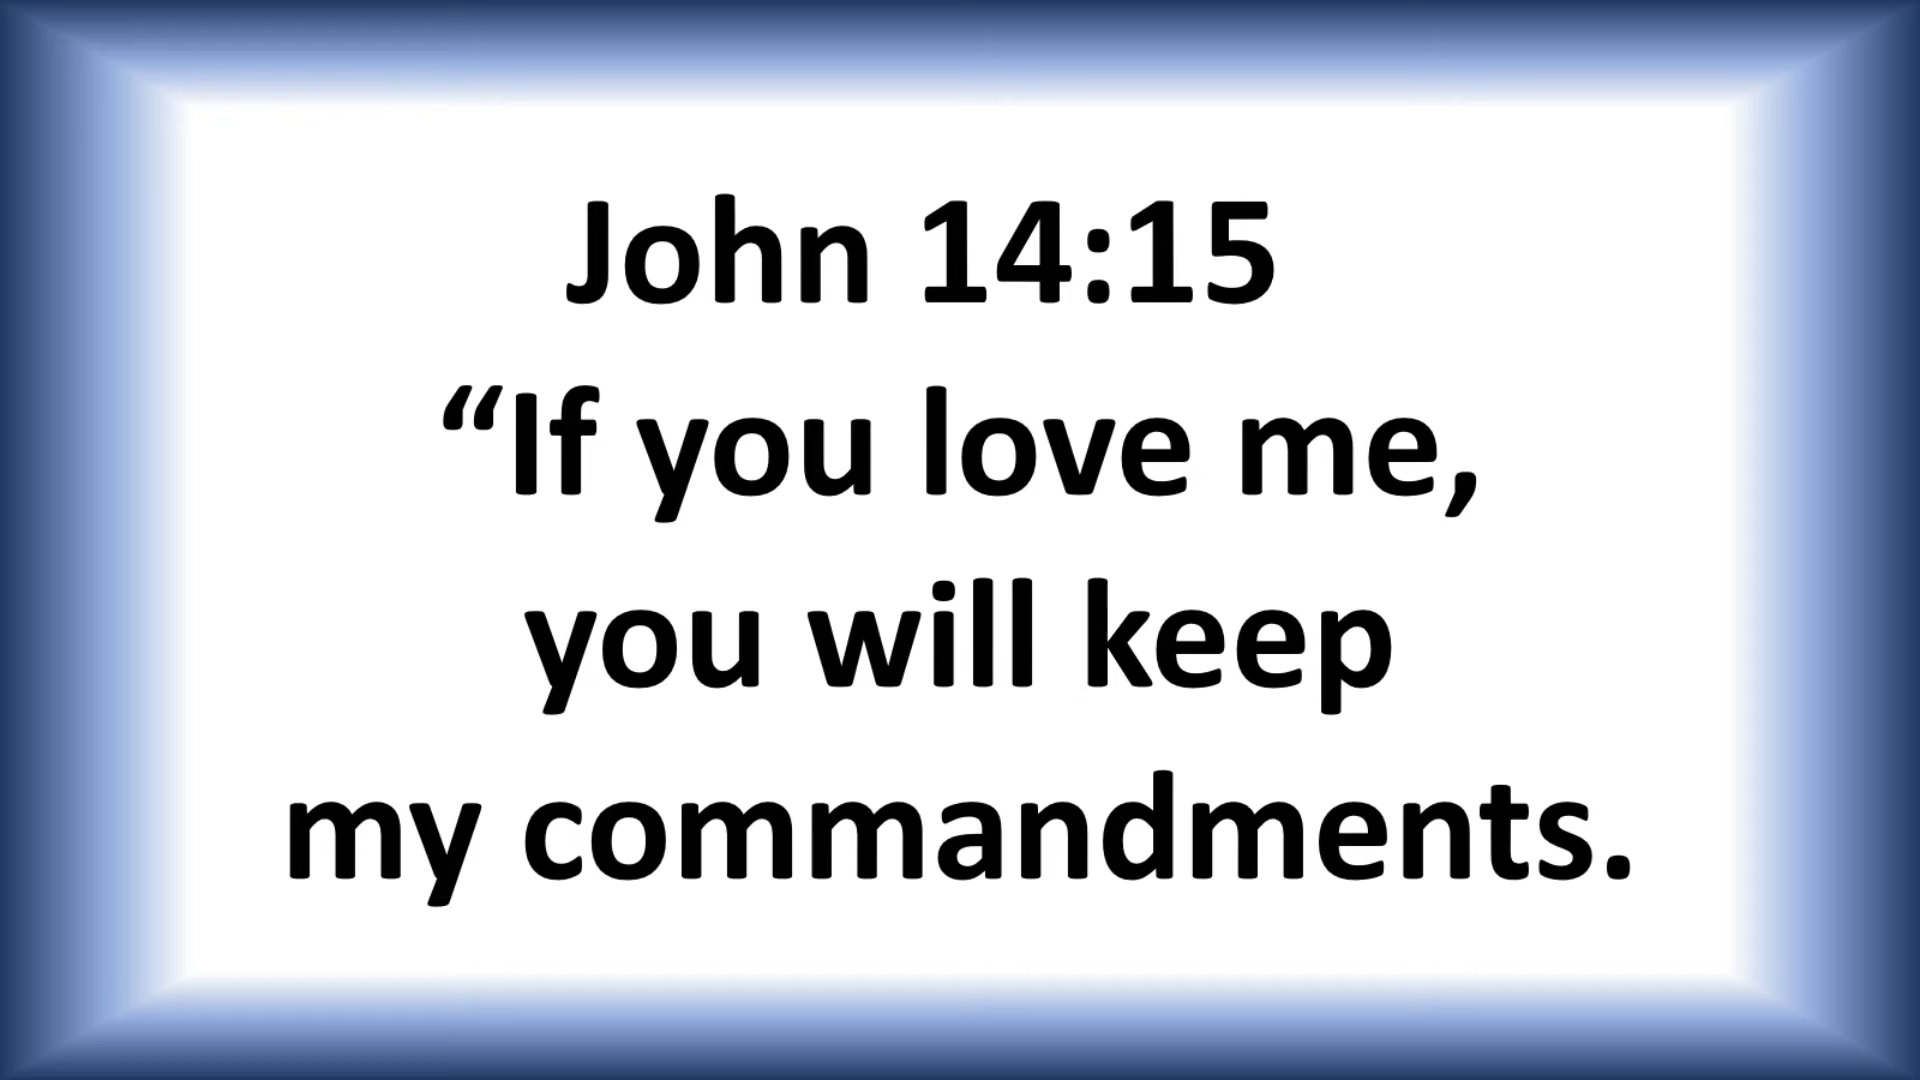 John 14:15
“If you love me,
you will keep
my commandments.